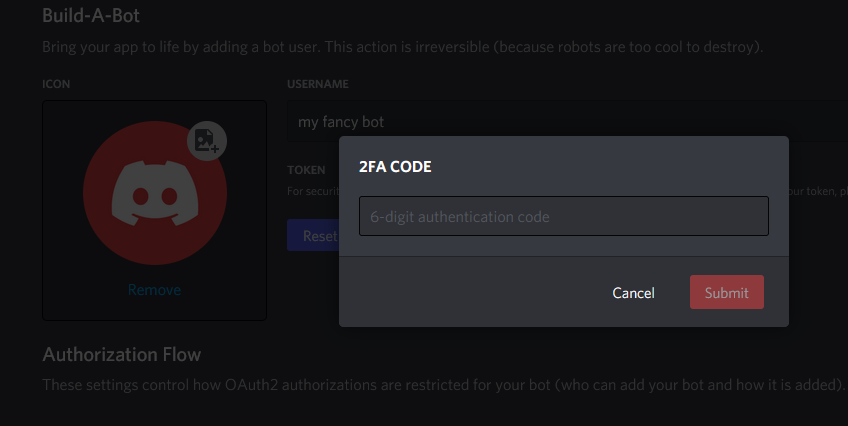 Build-A-Bot
Bring your app to life by adding a bot user. This action is irreversible (because robots are too cool to destroy).
ICON
USERNAME
my fancy bot
2FA CODE
TOKEN
For securit
our token, pl
6-digit authentication code
Reset
Remove
Cancel
Submit
Authorization Flow
These settings control how OAuth2 authorizations are restricted for your bot (who can add your bot and how it is added).